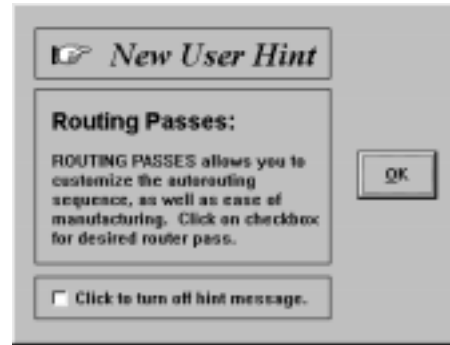 New User Hint
Routing Passes:
ROUTING PASSES allows you to
customize the autorouting
sequence, as well as ease of
manufacturing. Click on checkbox
for desired router pass.
OK
Click to turn off hint message.